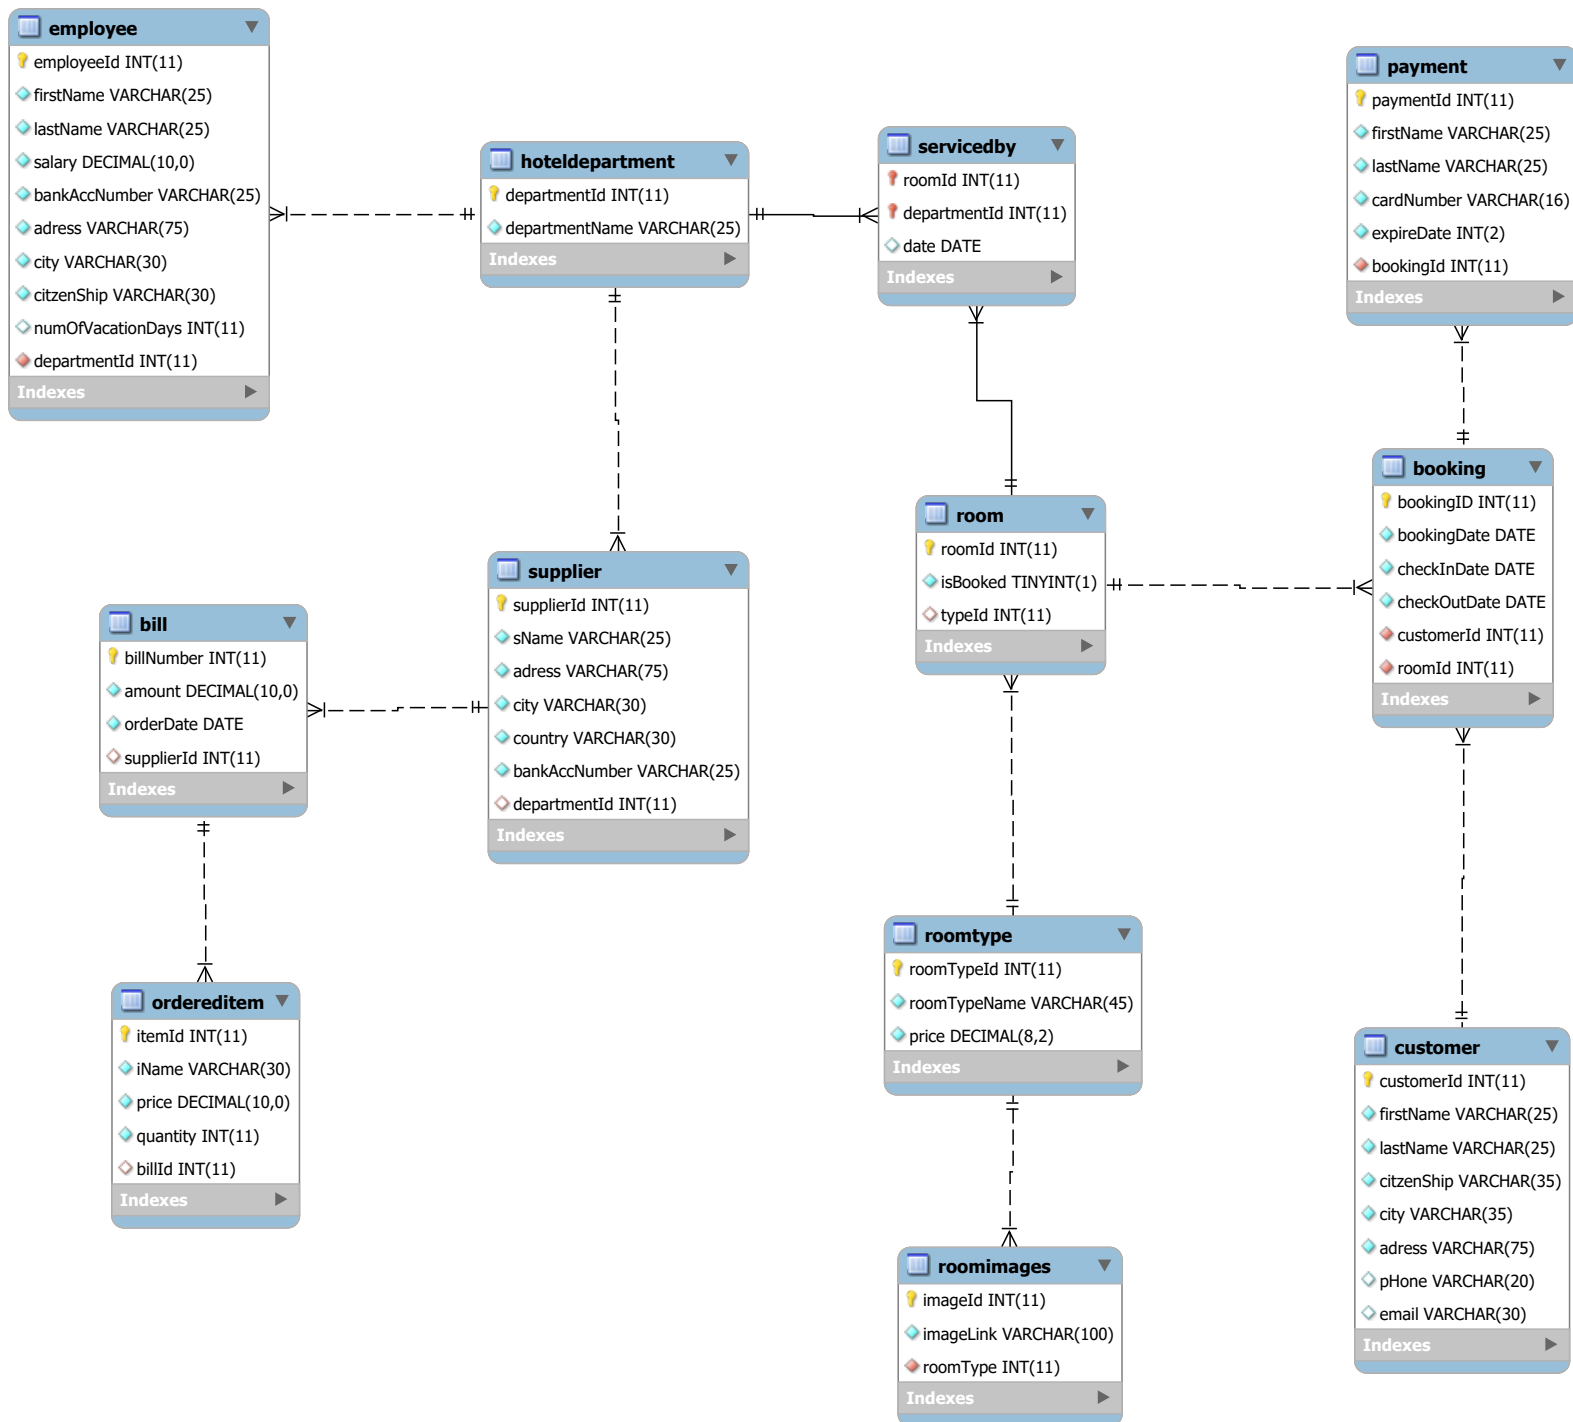 employee
employeeId INT(11)
firstName VARCHAR(25)
lastName VARCHAR(25)
salary DECIMAL(10,0)
bankAccNumber VARCHAR(25)
adress VARCHAR(75)
city VARCHAR(30)
citzenShip VARCHAR(30)
numOfVacationDays INT(11)
departmentId INT(11)
Indexes
hoteldepartment
departmentId INT(11)
departmentName VARCHAR(25)
Indexes
servicedby
roomId INT(11)
departmentId INT(11)
date DATE
Indexes
payment
paymentId INT(11)
firstName VARCHAR(25)
lastName VARCHAR(25)
cardNumber VARCHAR(16)
expireDate INT(2)
bookingId INT(11)
Indexes
booking
bookingID INT(11)
bookingDate DATE
checkInDate DATE
checkOutDate DATE
customerId INT(11)
roomId INT(11)
Indexes
room
roomId INT(11)
isBooked TINYINT(1)
typeId INT(11)
Indexes
supplier
supplierId INT(11)
sName VARCHAR(25)
adress VARCHAR(75)
city VARCHAR(30)
country VARCHAR(30)
bankAccNumber VARCHAR(25)
departmentId INT(11)
Indexes
bill
billNumber INT(11)
amount DECIMAL(10,0)
orderDate DATE
supplierId INT(11)
Indexes
ordereditem
itemId INT(11)
iName VARCHAR(30)
price DECIMAL(10,0)
quantity INT(11)
billId INT(11)
Indexes
roomtype
roomTypeId INT(11)
roomTypeName VARCHAR(45)
price DECIMAL(8,2)
Indexes
customer
customerId INT(11)
firstName VARCHAR(25)
lastName VARCHAR(25)
citzenShip VARCHAR(35)
city VARCHAR(35)
adress VARCHAR(75)
pHone VARCHAR(20)
email VARCHAR(30)
Indexes
roomimages
imageId INT(11)
imageLink VARCHAR(100)
roomType INT(11)
Indexes